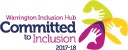 Warrington Inclusion Hub
Committed
to Inclusion
2017-18